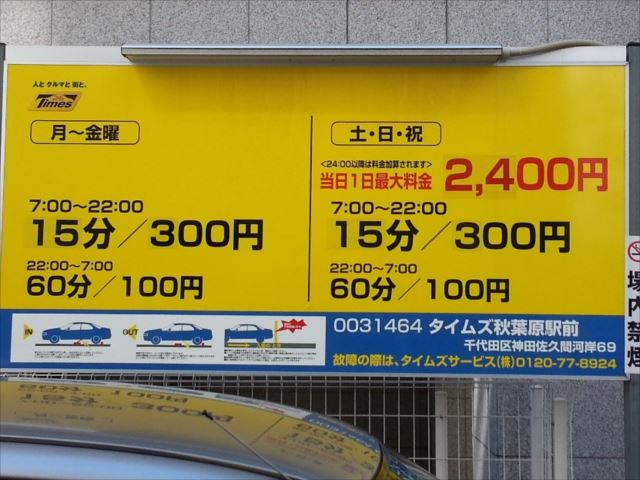 人と クルマと 街と、
Times
月〜金曜
7:00〜22:00
15分／300円
22:00〜7:00
60分／100円
土・日・祝
<24:00以降は料金加算されます>
当日1日最大料金 2,400円
7:00〜22:00
15分／300円
22:00〜7:00
60分／100円
IN
OUT
0031464 タイムズ秋葉原駅前
千代田区神田佐久間河岸69
故障の際は、タイムズサービス(株)0120-77-8924
場内禁煙